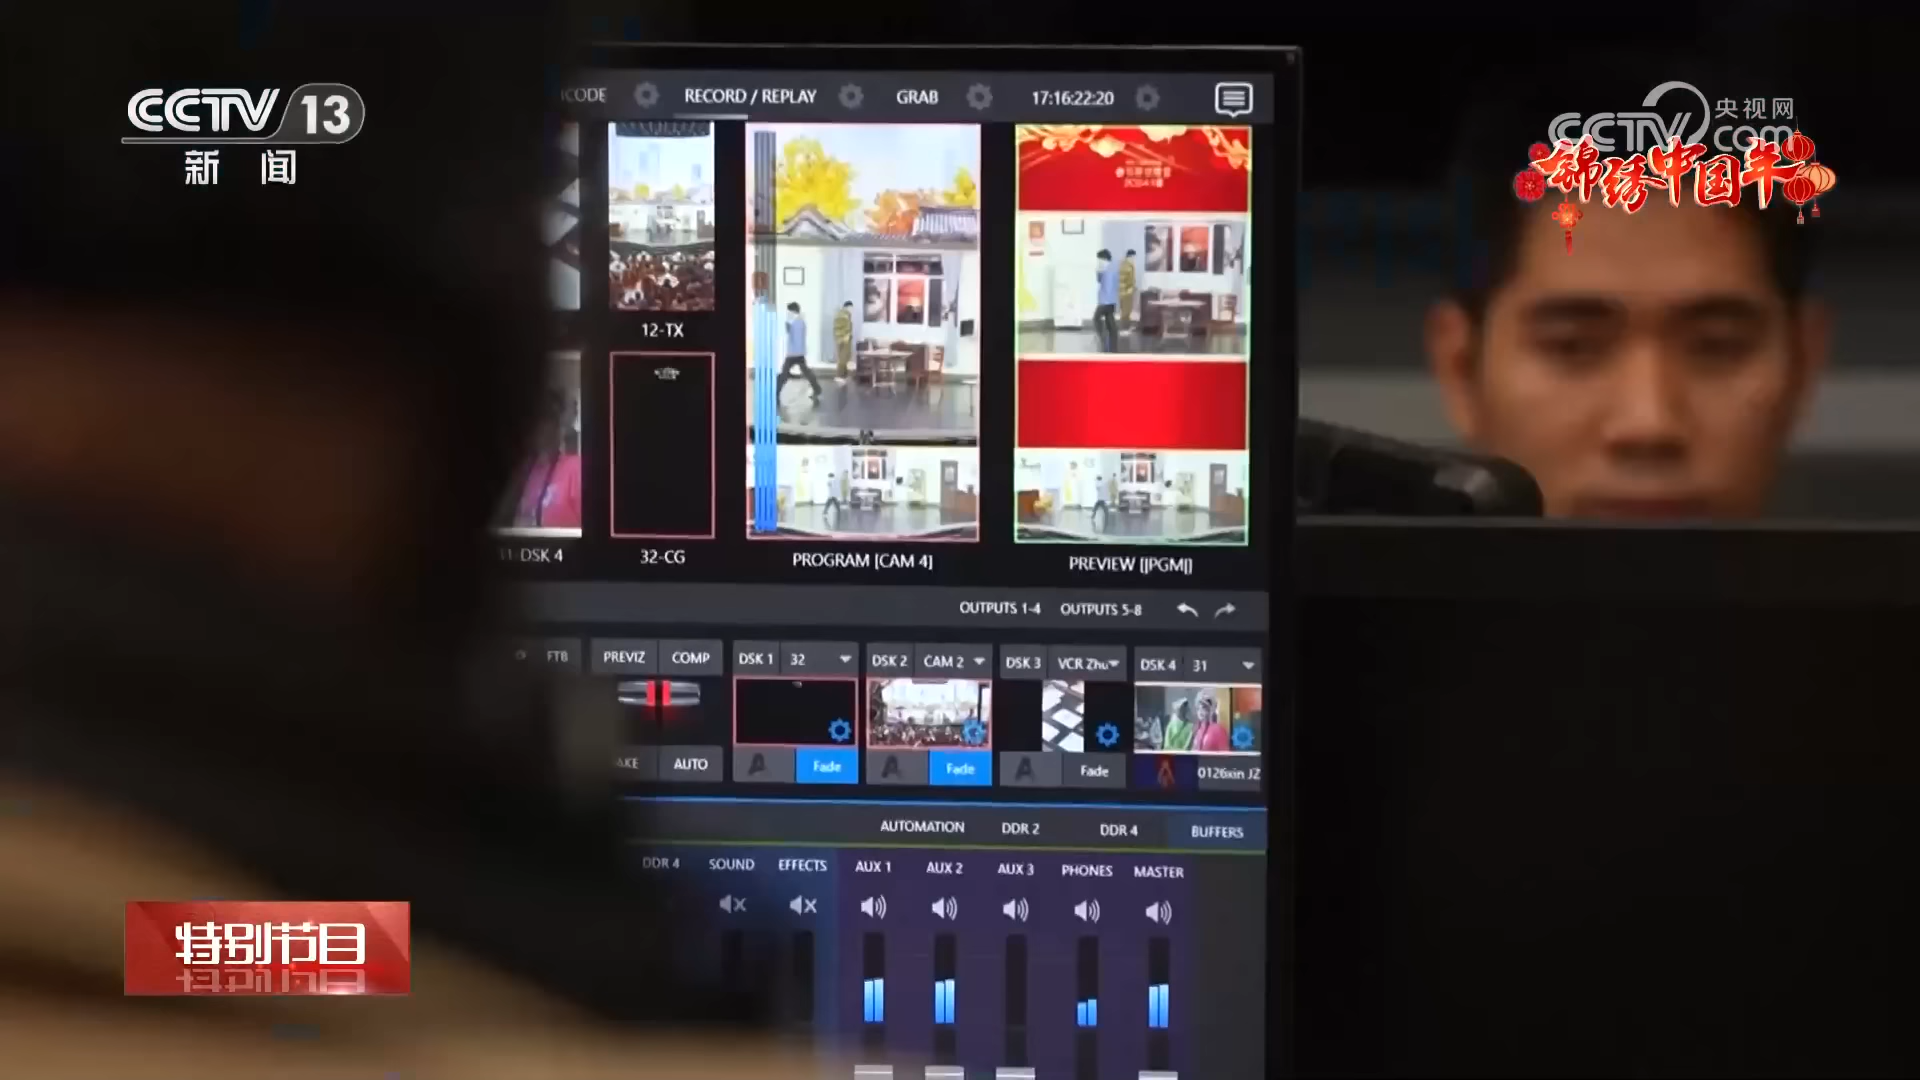 CCTV 13
新闻
央视网
CCTV.com
锦绣中国年
RECORD / REPLAY
GRAB
17:16:22:20
12-TX
DSK 4
32-CG
PROGRAM [CAM 4]
PREVIEW [|PGM|]
OUTPUTS 1-4
OUTPUTS 5-8
FTB
PREVIZ
COMP
DSK 1
32
DSK 2
CAM 2
DSK 3
VCR Zhu
DSK 4
31
AUTO
Fade
Fade
Fade
0126xin JZ
AUTOMATION
DDR 2
DDR 4
BUFFERS
DDR 4
SOUND
EFFECTS
AUX 1
AUX 2
AUX 3
PHONES
MASTER
特别节目